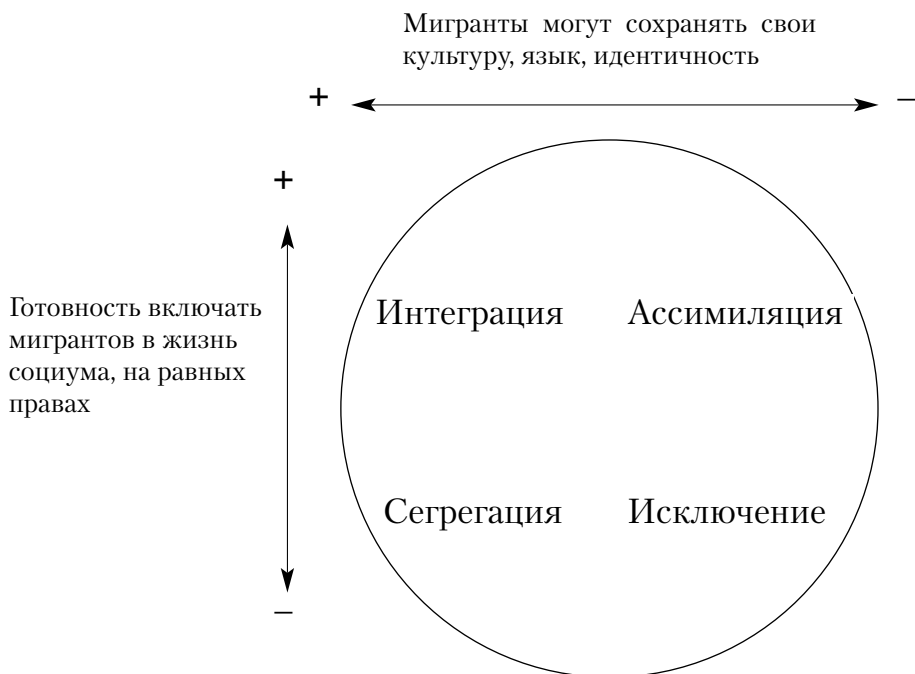 Мигранты могут сохранять свои
культуру, язык, идентичность
+ –
+
Готовность включать
мигрантов в жизнь
социума, на равных
правах
Интеграция Ассимиляция
Сегрегация Исключение
–